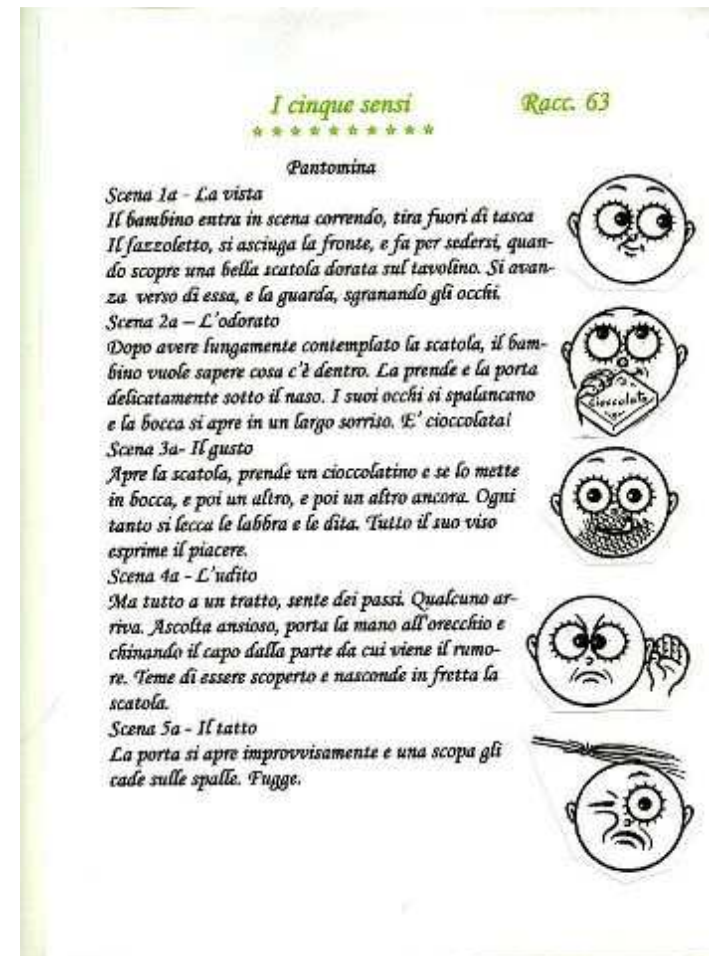 I cinque sensi Racc. 63
* * * * * * * * * *
Pantomina
Scena 1a - La vista
Il bambino entra in scena correndo, tira fuori di tasca
Il fazzoletto, si asciuga la fronte, e fa per sedersi, quan-
do scopre una bella scatola dorata sul tavolino. Si avan-
za verso di essa, e la guarda, sgranando gli occhi.
Scena 2a – L'odorato
Dopo avere lungamente contemplato la scatola, il bam-
bino vuole sapere cosa c'è dentro. La prende e la porta
delicatamente sotto il naso. I suoi occhi si spalancano
e la bocca si apre in un largo sorriso. E' cioccolata!
cioccolato
Scena 3a- Il gusto
Apre la scatola, prende un cioccolatino e se lo mette
in bocca, e poi un altro, e poi un altro ancora. Ogni
tanto si lecca le labbra e le dita. Tutto il suo viso
esprime il piacere.
Scena 4a - L'udito
Ma tutto a un tratto, sente dei passi. Qualcuno ar-
riva. Ascolta ansioso, porta la mano all'orecchio e
chinando il capo dalla parte da cui viene il rumo-
re. Teme di essere scoperto e nasconde in fretta la
scatola.
Scena 5a - Il tatto
La porta si apre improvvisamente e una scopa gli
cade sulle spalle. Fugge.